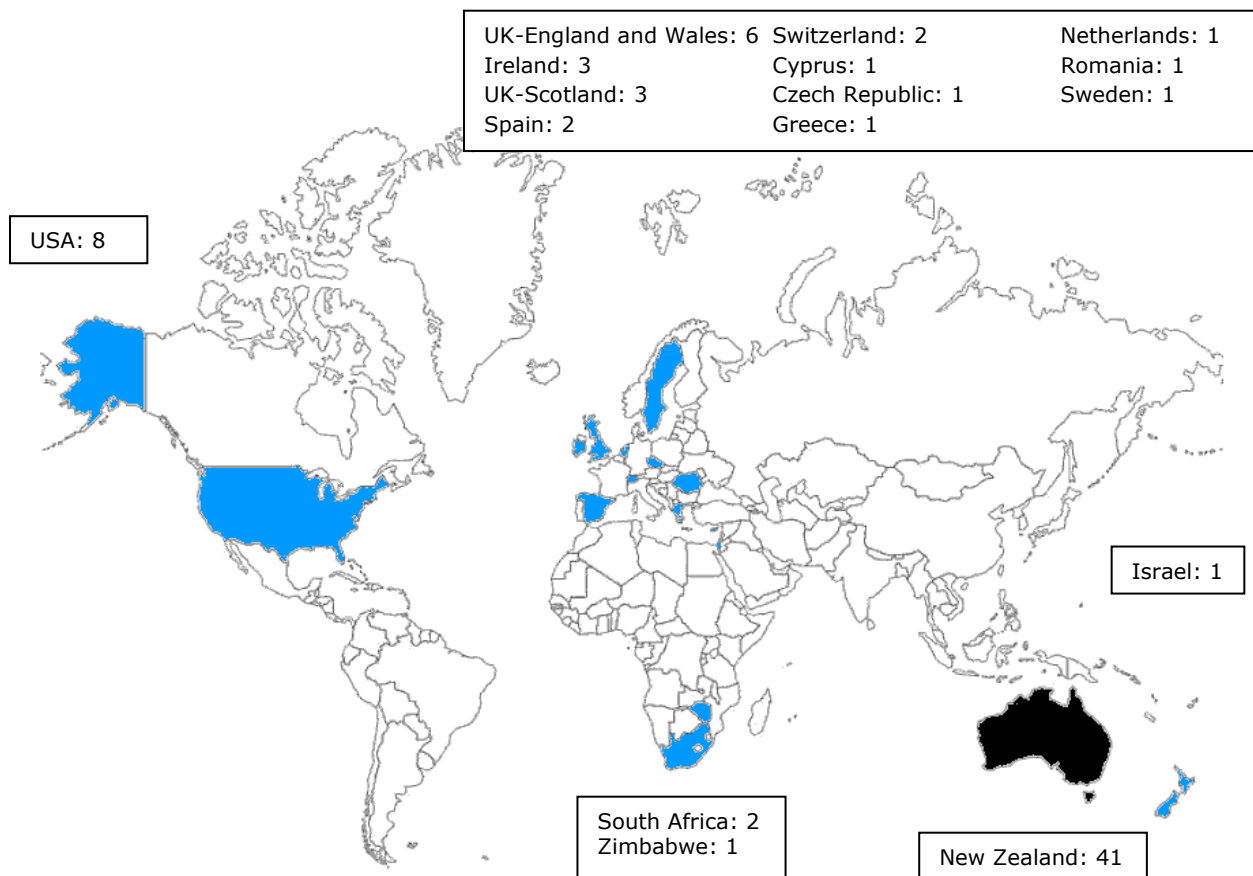 UK-England and Wales: 6 Switzerland: 2 Netherlands: 1
Ireland: 3 Cyprus: 1 Romania: 1
UK-Scotland: 3 Czech Republic: 1 Sweden: 1
Spain: 2 Greece: 1
USA: 8
Israel: 1
South Africa: 2
Zimbabwe: 1
New Zealand: 41